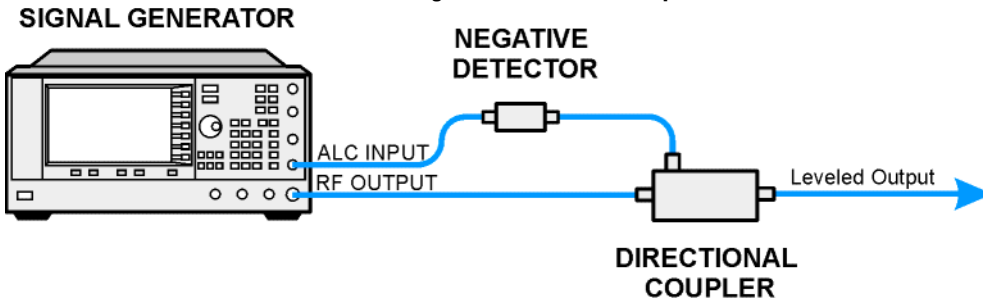 SIGNAL GENERATOR
NEGATIVE
DETECTOR
ALC INPUT
RF OUTPUT
Leveled Output
DIRECTIONAL
COUPLER